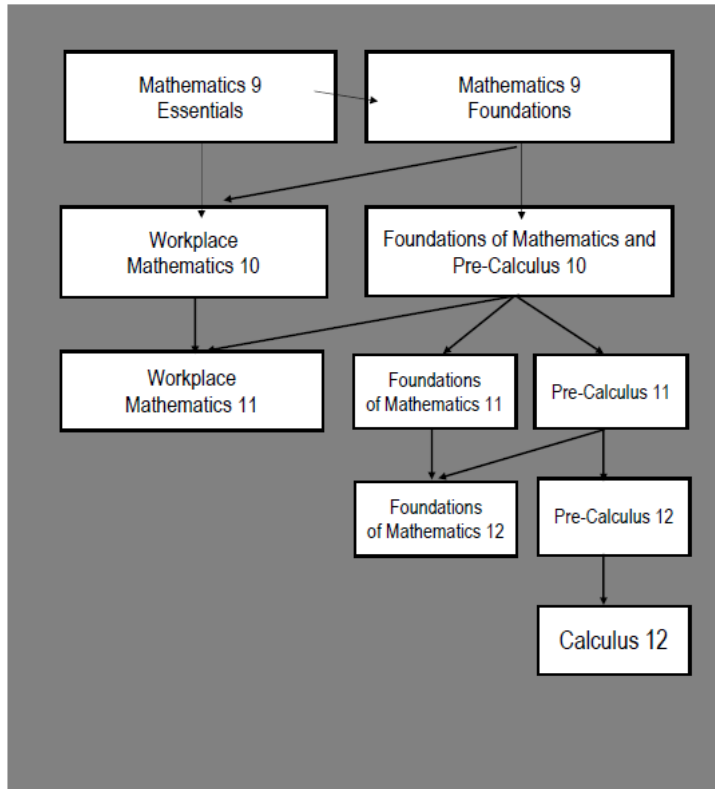 Mathematics 9
Essentials
Mathematics 9
Foundations
Workplace
Mathematics 10
Foundations of Mathematics and
Pre-Calculus 10
Workplace
Mathematics 11
Foundations
of Mathematics 11
Pre-Calculus 11
Foundations
of Mathematics 12
Pre-Calculus 12
Calculus 12